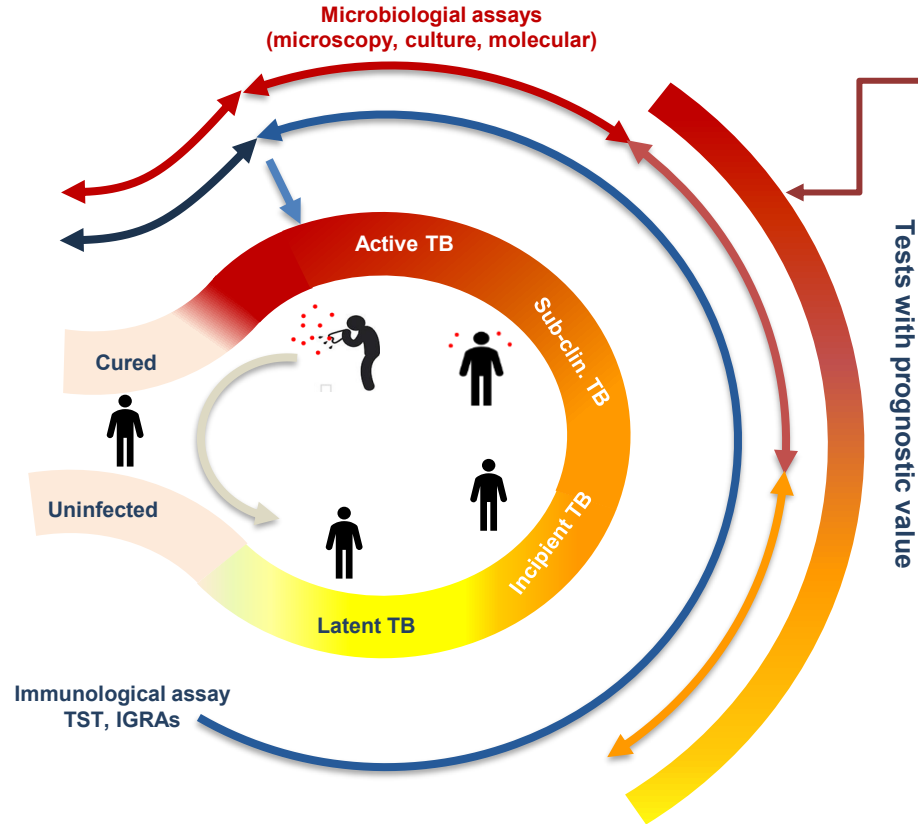 Microbiologial assays
(microscopy, culture, molecular)
Active TB
Sub-clin. TB
Tests with prognostic value
Cured
Uninfected
Incipient TB
Latent TB
Immunological assay
TST, IGRAs